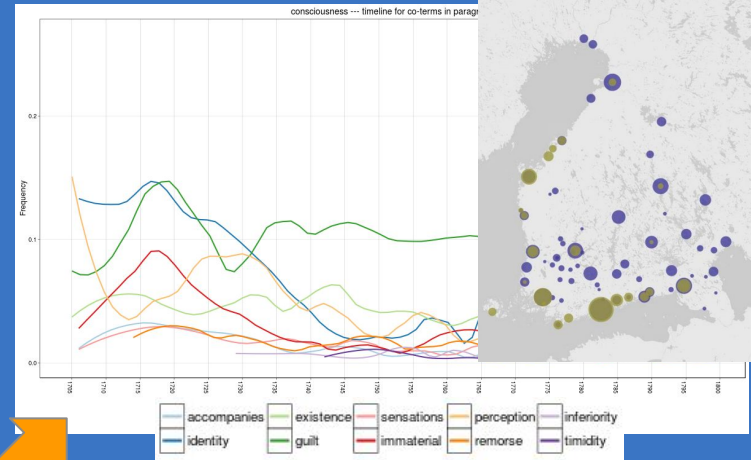 consciousness --- timeline for co-terms in paragr
Frequency
0.2
0.1
0.0
1705 1710 1715 1720 1725 1730 1735 1740 1745 1750 1755 1760 1765 1770 1775 1780 1785 1790 1795 1800
accompanies existence sensations perception inferiority
identity guilt immaterial remorse timidity